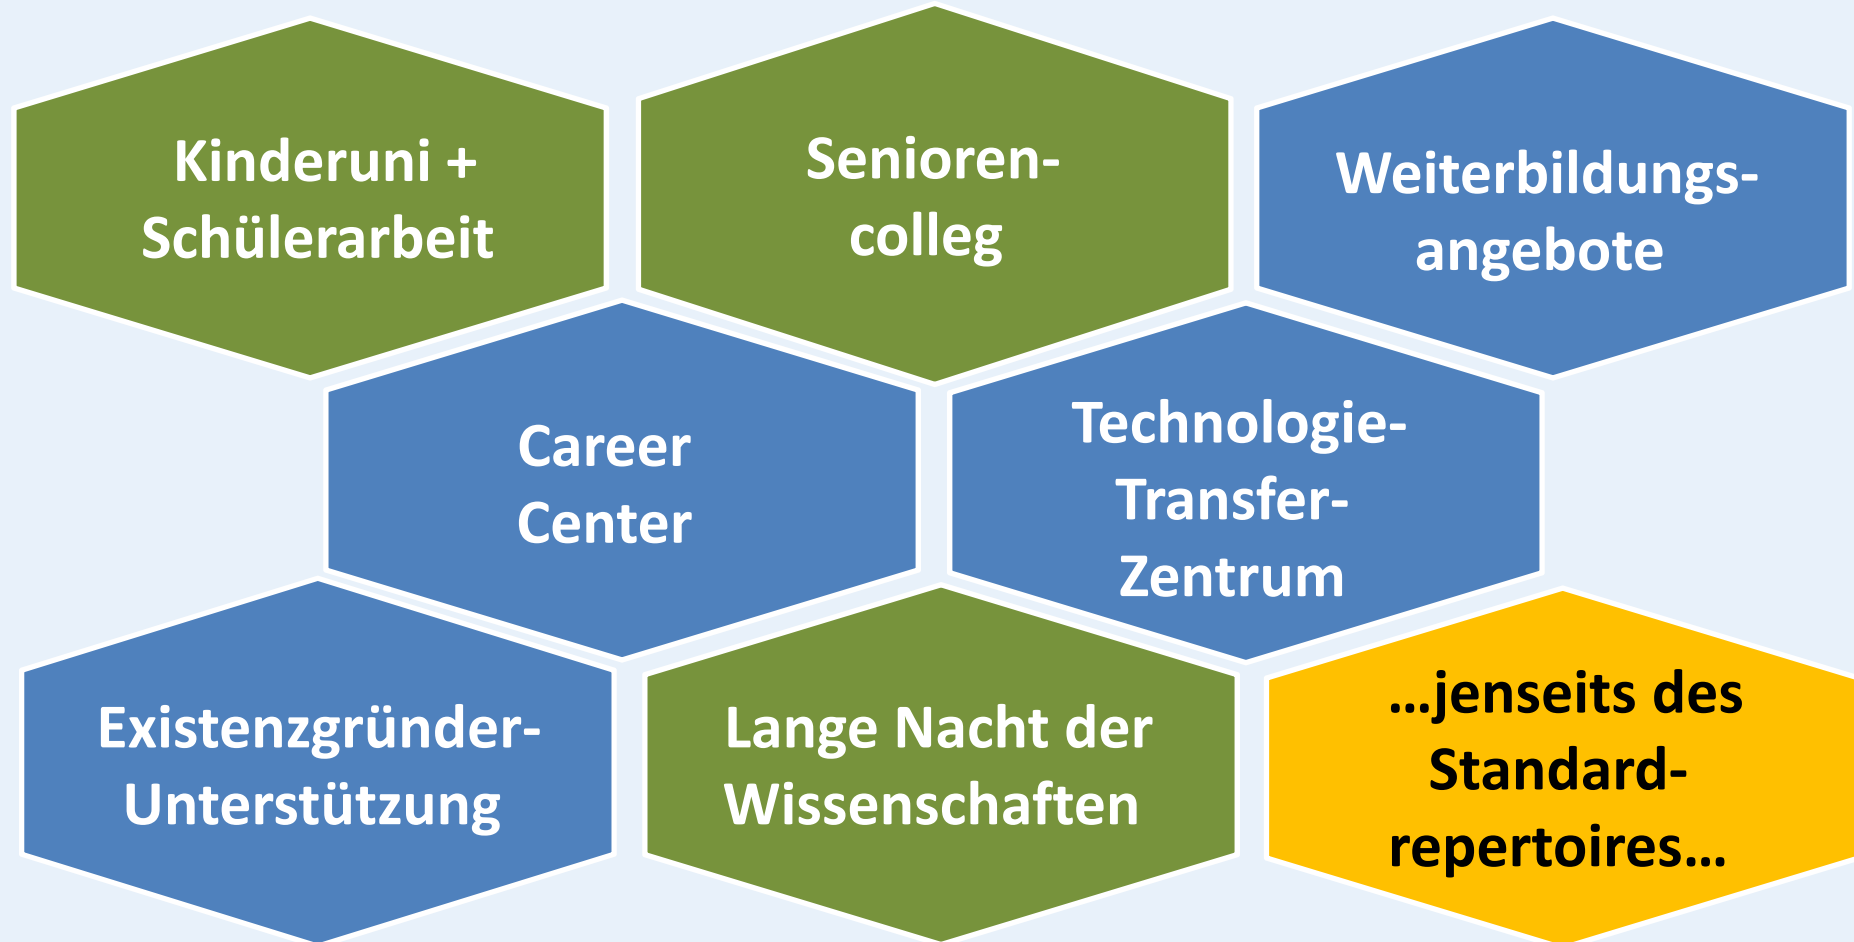 Kinderuni +
Schülerarbeit
Senioren-
colleg
Weiterbildungs-
angebote
Career
Center
Technologie-
Transfer-
Zentrum
Existenzgründer-
Unterstützung
Lange Nacht der
Wissenschaften
…jenseits des
Standard-
repertoires…